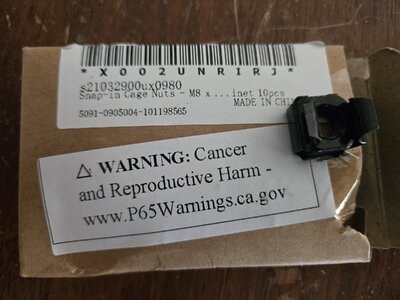 *X002UNRIRJ*
s21032900ux0980
Snap-in Cage Nuts - M8 x ... inet 10pcs
MADE IN CHIN
5091-0905004-101198565
⚠ WARNING: Cancer
and Reproductive Harm -
www.P65Warnings.ca.gov